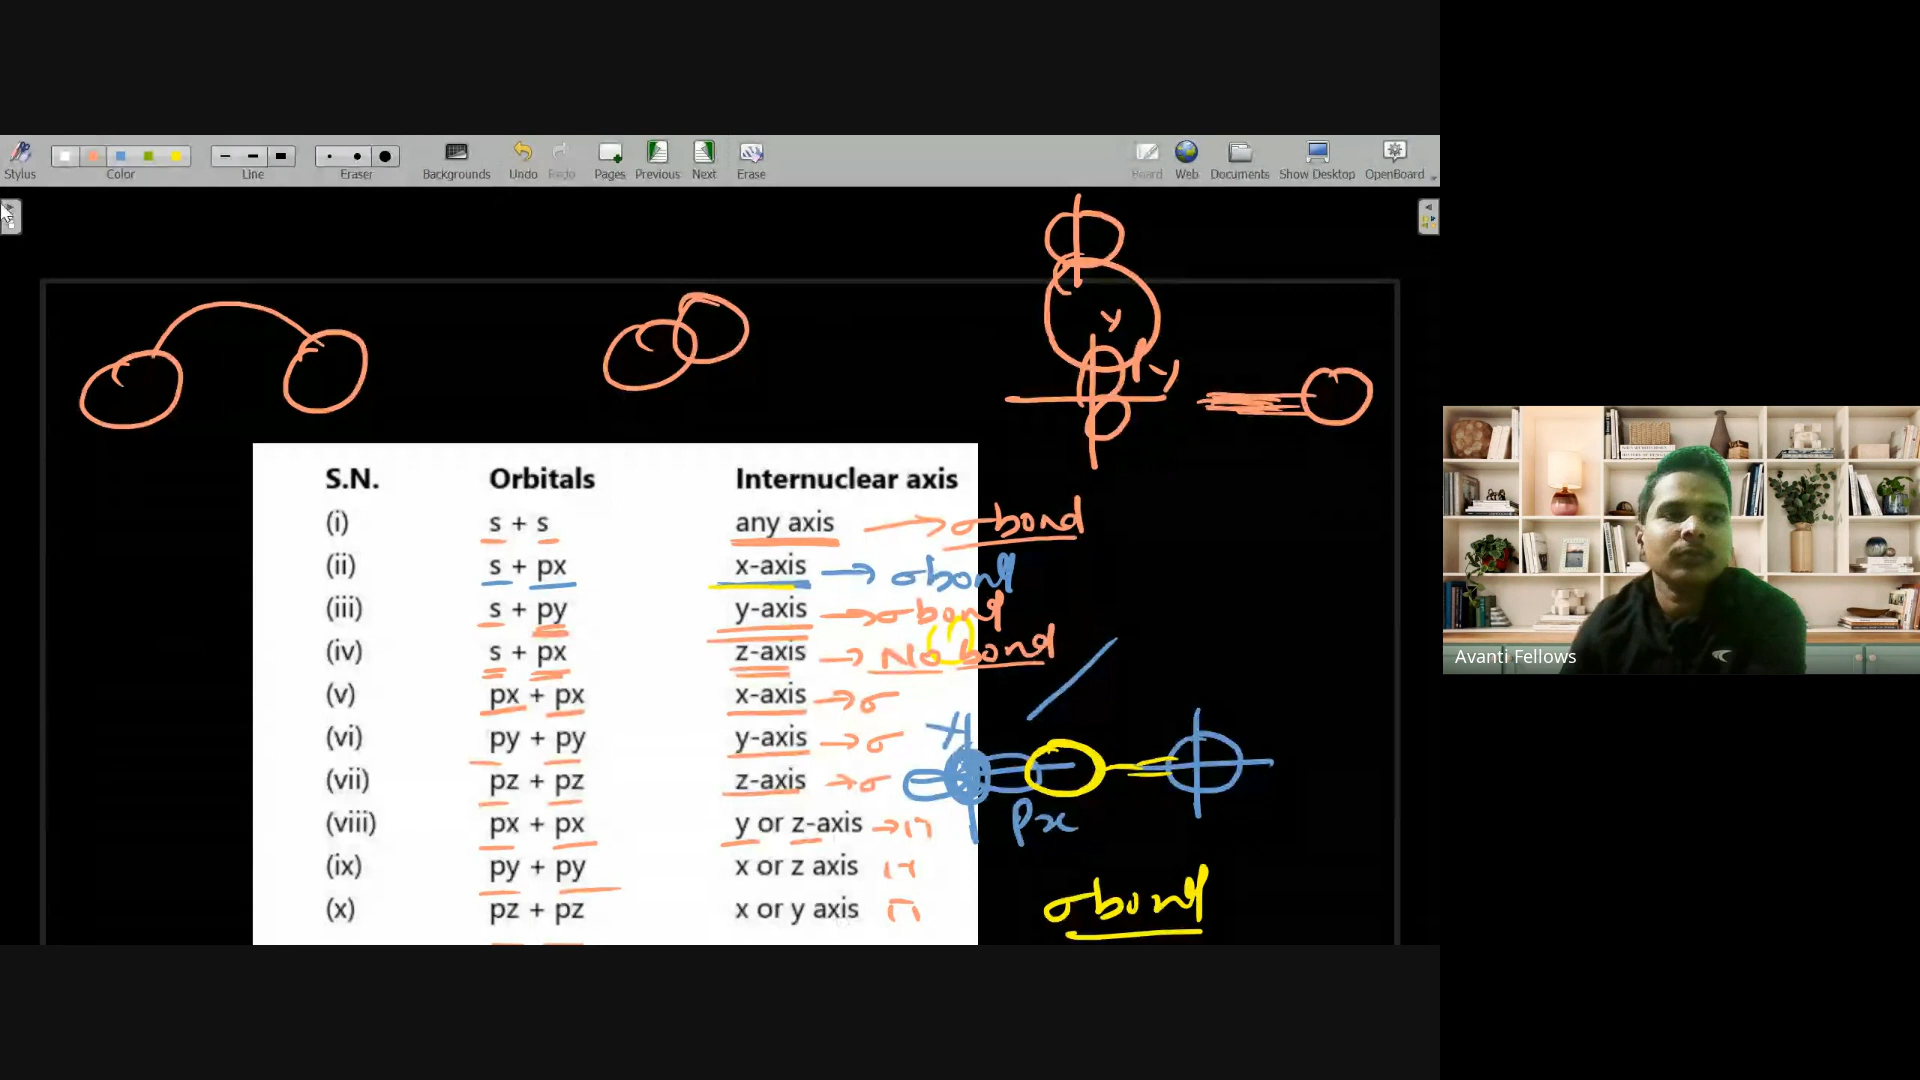 Stylus
Color
Line
Eraser
Backgrounds
Undo
Redo
Pages
Previous
Next
Erase
Board
Web
Documents
Show Desktop
OpenBoard
y
Py
S.N. Orbitals Internuclear axis
(i) s + s any axis → σ bond
(ii) s + px x-axis → σ bond
(iii) s + py y-axis → σ bond
(iv) s + px z-axis → No bond
(v) px + px x-axis → σ
(vi) py + py y-axis → σ
(vii) pz + pz z-axis → σ
(viii) px + px y or z-axis → π
(ix) py + py x or z axis π
(x) pz + pz x or y axis π
Px
σ bond
Avanti Fellows